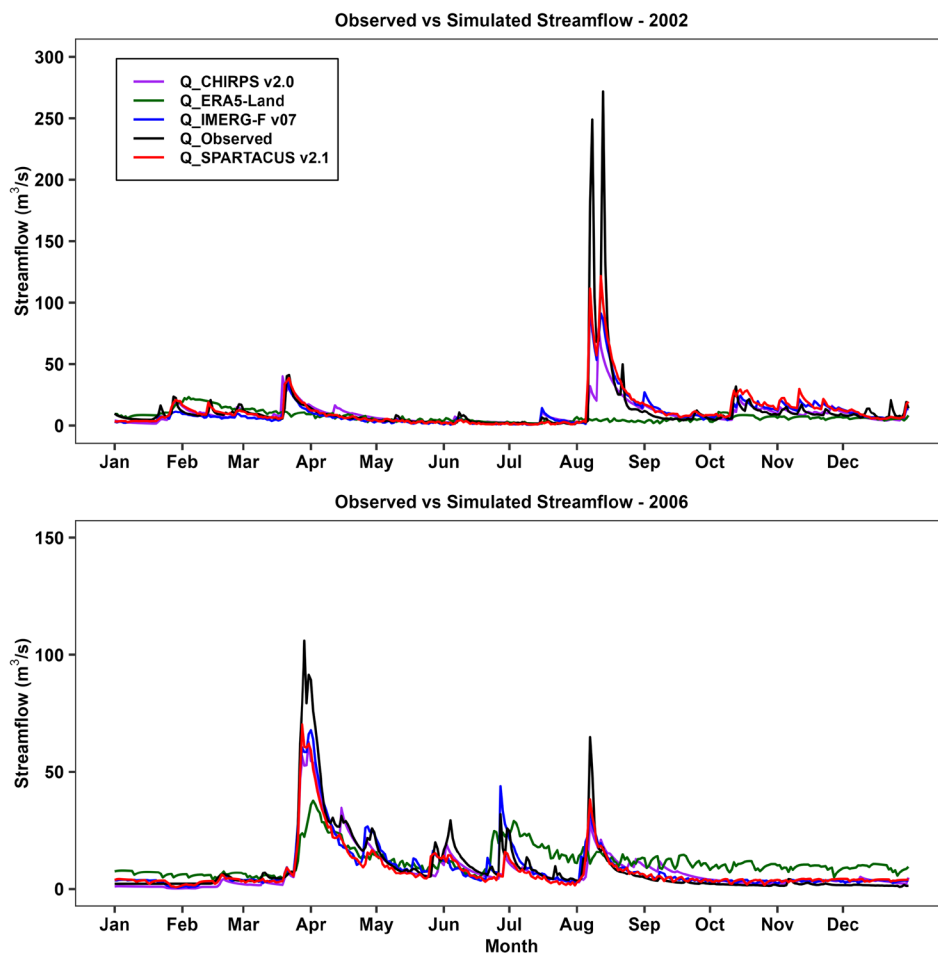 Observed vs Simulated Streamflow - 2002
300
250
200
150
100
50
0
Streamflow (m³/s)
Q_CHIRPS v2.0
Q_ERA5-Land
Q_IMERG-F v07
Q_Observed
Q_SPARTACUS v2.1
Jan Feb Mar Apr May Jun Jul Aug Sep Oct Nov Dec
Observed vs Simulated Streamflow - 2006
150
100
50
0
Streamflow (m³/s)
Jan Feb Mar Apr May Jun Jul Aug Sep Oct Nov Dec
Month